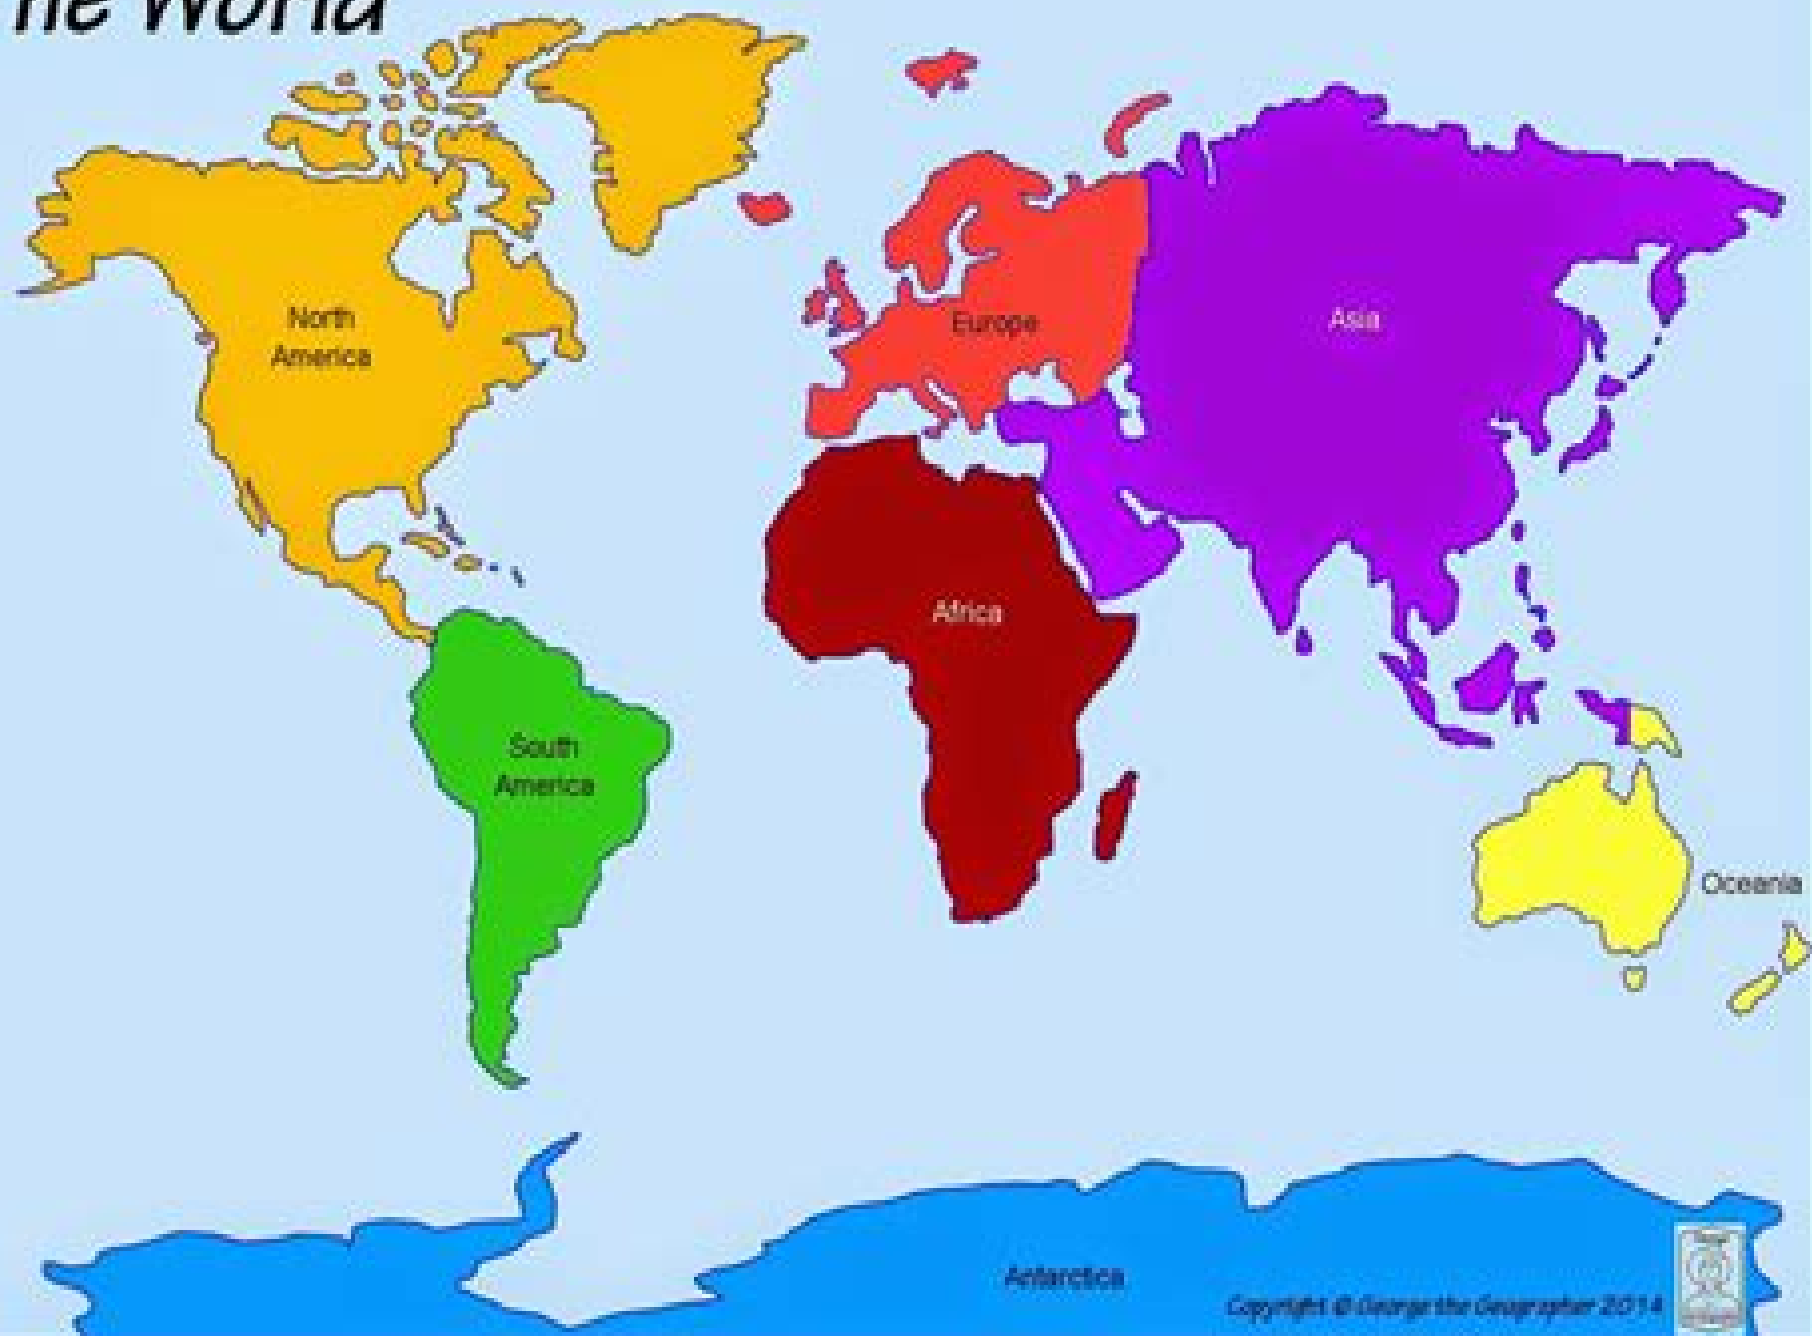 he World
North
America
Europe
Asia
Africa
South
America
Oceania
Antarctica
Copyright © George the Geographer 2014